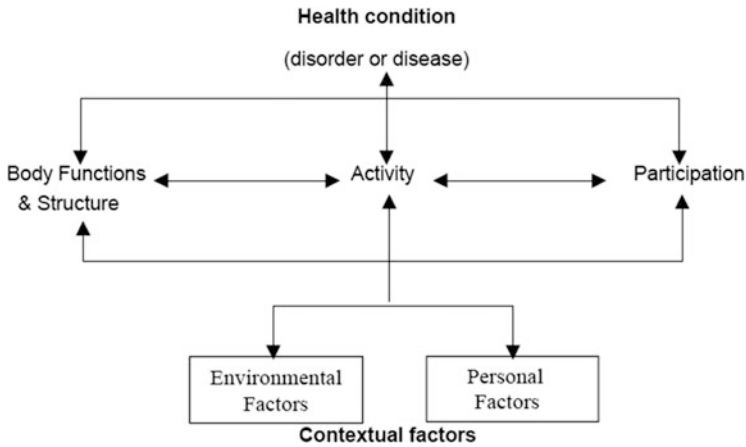 Health condition
(disorder or disease)
Body Functions
& Structure
Activity
Participation
Environmental
Factors
Personal
Factors
Contextual factors